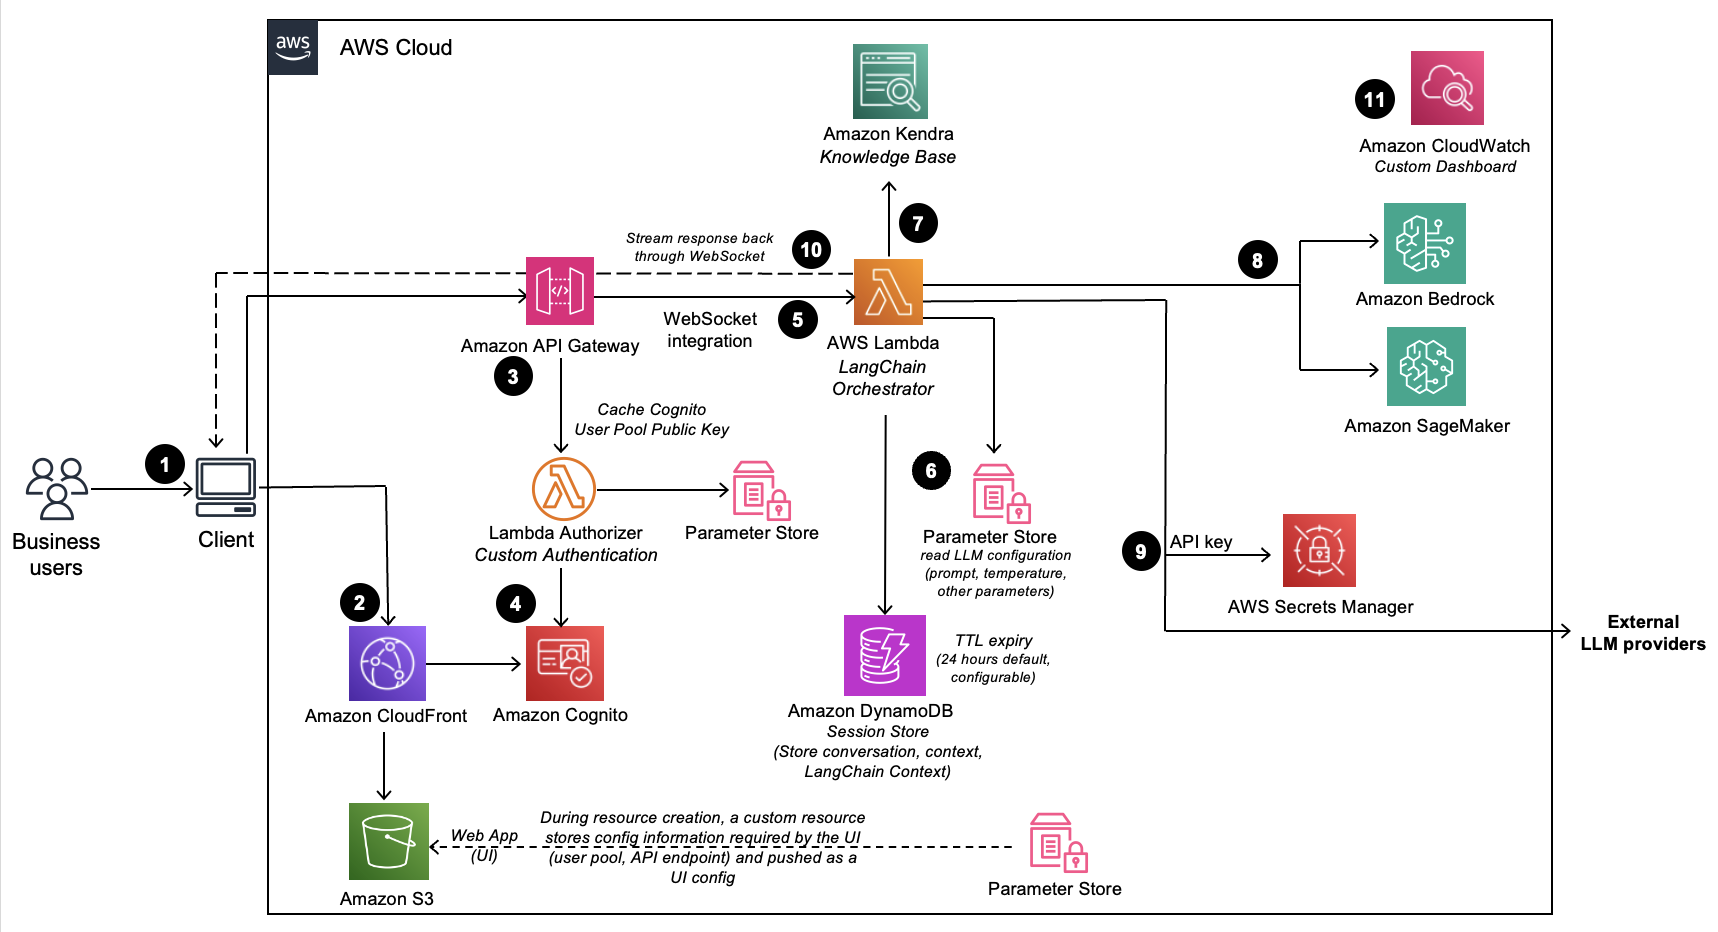 aws
AWS Cloud
Amazon Kendra
Knowledge Base
11
Amazon CloudWatch
Custom Dashboard
7
Stream response back
through WebSocket
10
8
Amazon Bedrock
</>
WebSocket
integration
5
Amazon API Gateway
3
AWS Lambda
LangChain
Orchestrator
Amazon SageMaker
Cache Cognito
User Pool Public Key
1
6
Business
users
Client
Lambda Authorizer
Custom Authentication
Parameter Store
Parameter Store
read LLM configuration
(prompt, temperature,
other parameters)
9
API key
AWS Secrets Manager
External
LLM providers
2
4
TTL expiry
(24 hours default,
configurable)
Amazon CloudFront
Amazon Cognito
Amazon DynamoDB
Session Store
(Store conversation, context,
LangChain Context)
Web App
(UI)
During resource creation, a custom resource
stores config information required by the UI
(user pool, API endpoint) and pushed as a
UI config
Parameter Store
Amazon S3